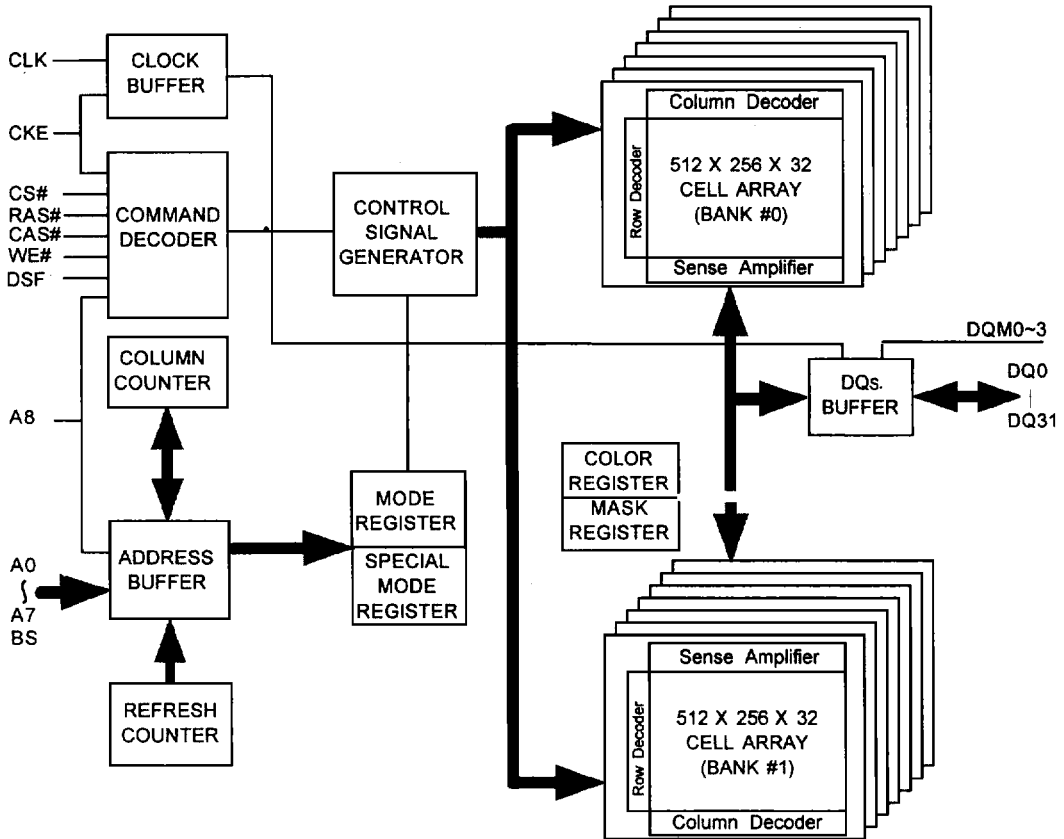 CLK
CLOCK
BUFFER
CKE
CS#
RAS#
CAS#
WE#
DSF
COMMAND
DECODER
CONTROL
SIGNAL
GENERATOR
Column Decoder
Row Decoder
512 X 256 X 32
CELL ARRAY
(BANK #0)
Sense Amplifier
COLUMN
COUNTER
A8
DQM0~3
DQs.
BUFFER
DQ0
DQ31
COLOR
REGISTER
MASK
REGISTER
MODE
REGISTER
SPECIAL
MODE
REGISTER
ADDRESS
BUFFER
A0
A7
BS
REFRESH
COUNTER
Sense Amplifier
Row Decoder
512 X 256 X 32
CELL ARRAY
(BANK #1)
Column Decoder